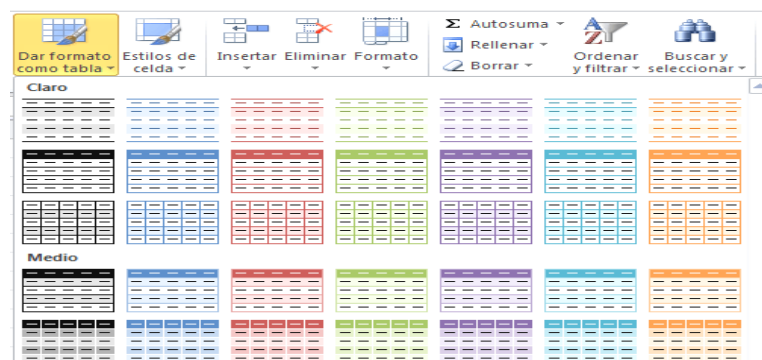 Dar formato
como tabla
Estilos de
celda
Insertar
Eliminar
Formato
Σ Autosuma
Rellenar
Borrar
Ordenar
y filtrar
Buscar y
seleccionar
Claro
Medio